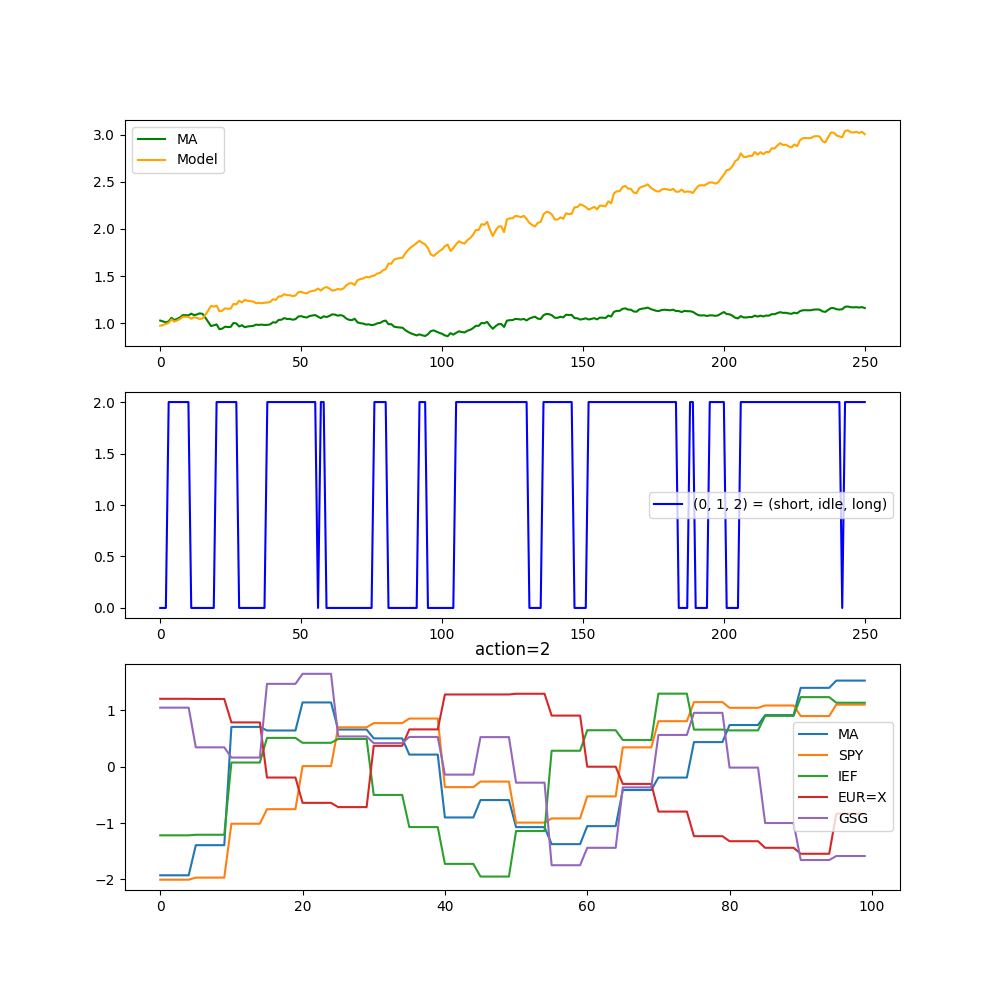 3.0
2.5
2.0
1.5
1.0
MA
Model
0 50 100 150 200 250
2.0
1.5
1.0
0.5
0.0
(0, 1, 2) = (short, idle, long)
0 50 100 150 200 250
action=2
1
0
−1
−2
MA
SPY
IEF
EUR=X
GSG
0 20 40 60 80 100